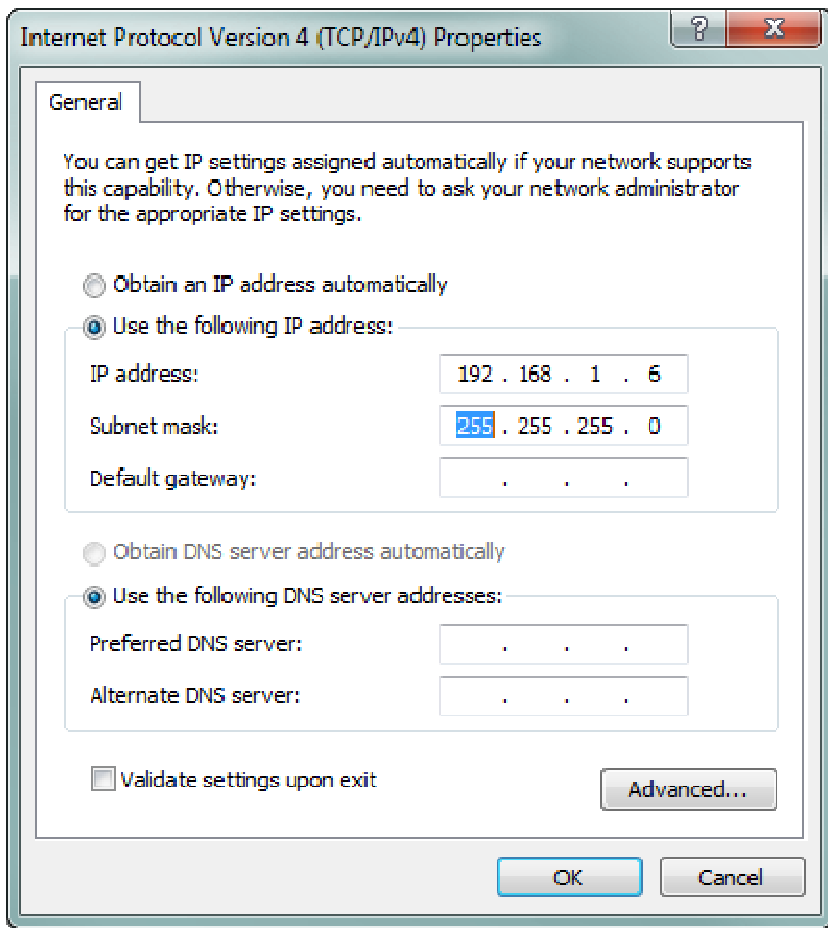 Internet Protocol Version 4 (TCP/IPv4) Properties
?
X
General
You can get IP settings assigned automatically if your network supports
this capability. Otherwise, you need to ask your network administrator
for the appropriate IP settings.
Obtain an IP address automatically
Use the following IP address:
IP address: 192 . 168 . 1 . 6
Subnet mask: 255 . 255 . 255 . 0
Default gateway: . . .
Obtain DNS server address automatically
Use the following DNS server addresses:
Preferred DNS server: . . .
Alternate DNS server: . . .
Validate settings upon exit
Advanced...
OK Cancel